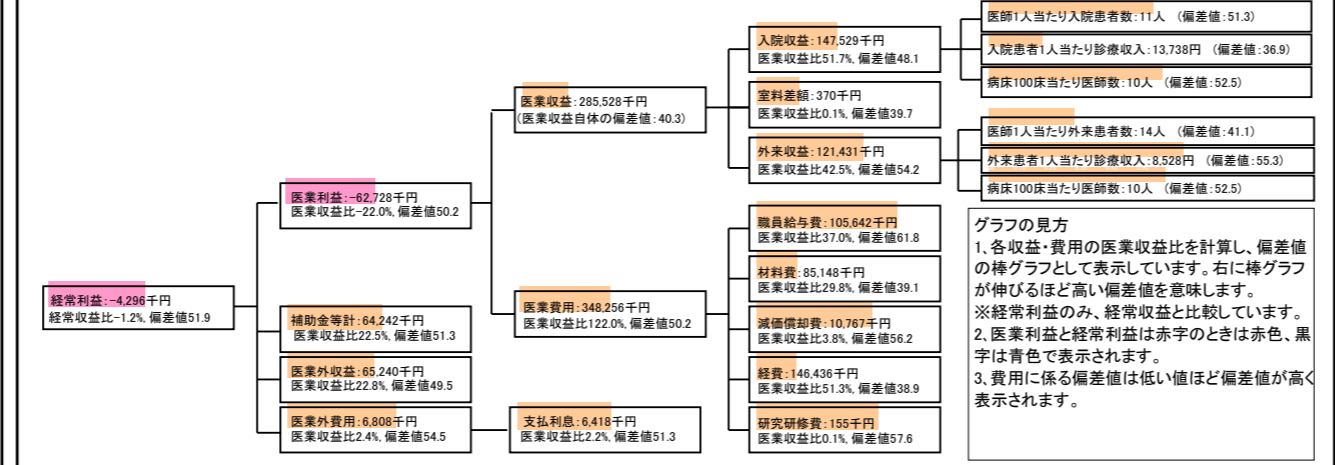 経常利益:-4,296千円
経常収比-1.2%, 偏差値51.9
医業利益:-62,728千円
医業収益比-22.0%, 偏差値50.2
補助金等計:64,242千円
医業収益比22.5%, 偏差値51.3
医業外収益:65,240千円
医業収益比22.8%, 偏差値49.5
医業外費用:6,808千円
医業収益比2.4%, 偏差値54.5
支払利息:6,418千円
医業収益比2.2%, 偏差値51.3
医業収益:285,528千円
(医業収益自体の偏差値:40.3)
医業費用:348,256千円
医業収益比122.0%, 偏差値50.2
入院収益:147,529千円
医業収益比51.7%, 偏差値48.1
室料差額:370千円
医業収益比0.1%, 偏差値39.7
外来収益:121,431千円
医業収益比42.5%, 偏差値54.2
職員給与費:105,642千円
医業収益比37.0%, 偏差値61.8
材料費:85,148千円
医業収益比29.8%, 偏差値39.1
減価償却費:10,767千円
医業収益比3.8%, 偏差値56.2
経費:146,436千円
医業収益比51.3%, 偏差値38.9
研究研修費:155千円
医業収益比0.1%, 偏差値57.6
医師1人当たり入院患者数:11人 (偏差値:51.3)
入院患者1人当たり診療収入:13,738円 (偏差値:36.9)
病床100床当たり医師数:10人 (偏差値:52.5)
医師1人当たり外来患者数:14人 (偏差値:41.1)
外来患者1人当たり診療収入:8,528円 (偏差値:55.3)
病床100床当たり医師数:10人 (偏差値:52.5)
グラフの見方
1、各収益・費用の医業収益比を計算し、偏差値
の棒グラフとして表示しています。右に棒グラフ
が伸びるほど高い偏差値を意味します。
※経常利益のみ、経常収益と比較しています。
2、医業利益と経常利益は赤字のときは赤色、黒
字は青色で表示されます。
3、費用に係る偏差値は低い値ほど偏差値が高く
表示されます。